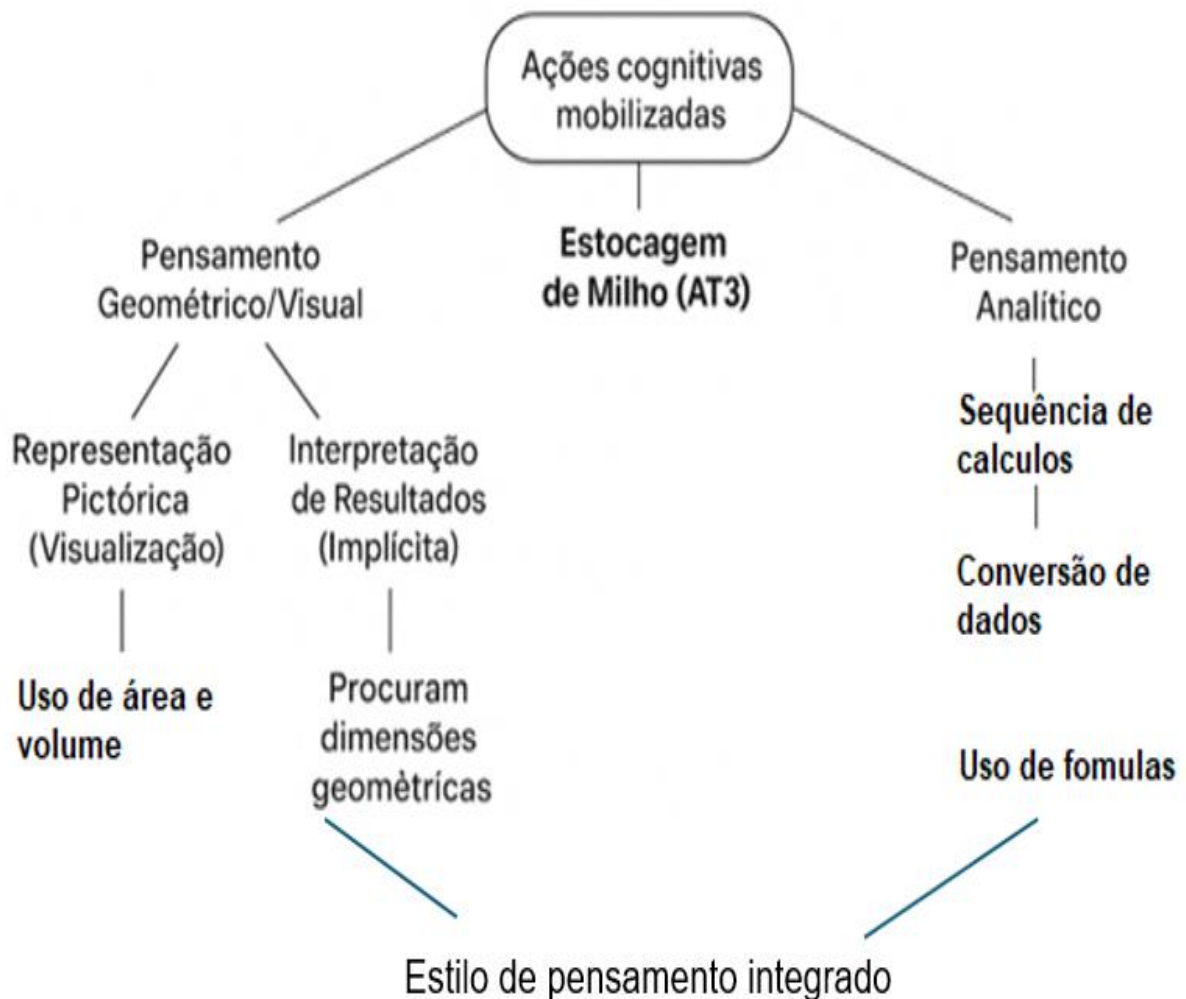 Ações cognitivas
mobilizadas
Pensamento
Geométrico/Visual
Estocagem
de Milho (AT3)
Pensamento
Analítico
Representação
Pictórica
(Visualização)
Interpretação
de Resultados
(Implícita)
Sequência de
calculos
Conversão de
dados
Uso de área e
volume
Procuram
dimensões
geomètrícas
Uso de fomulas
Estilo de pensamento integrado